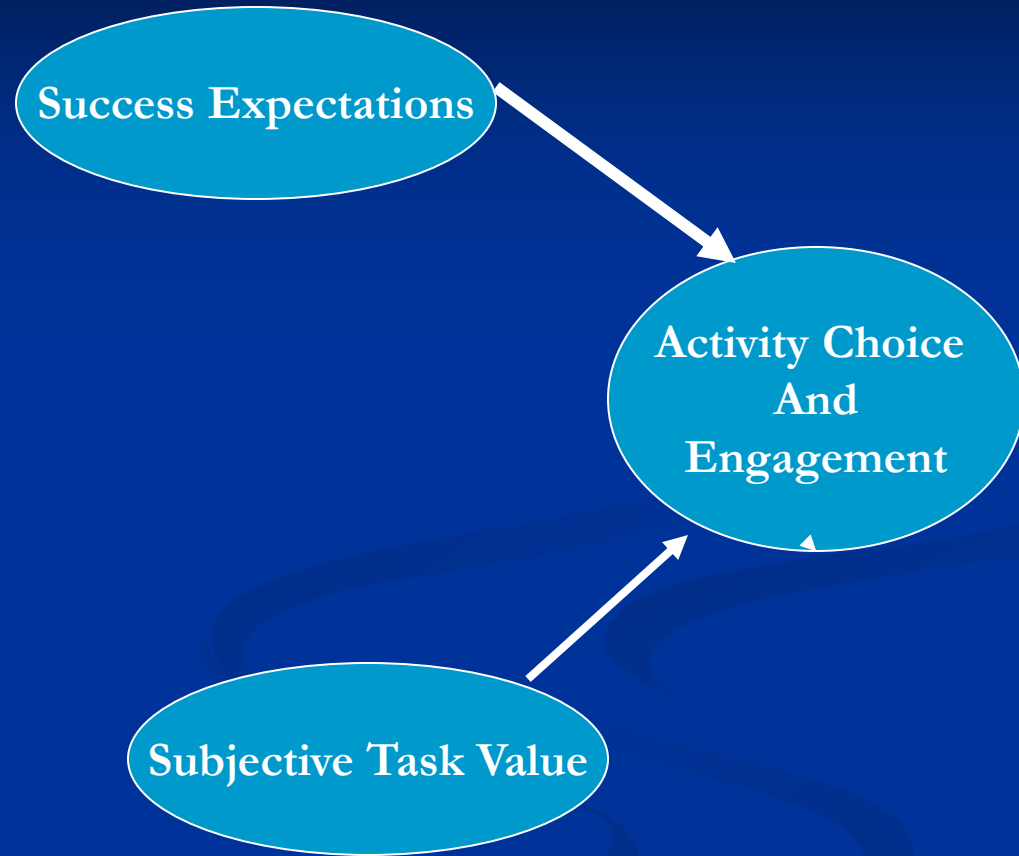 Success Expectations
Activity Choice
And
Engagement
Subjective Task Value